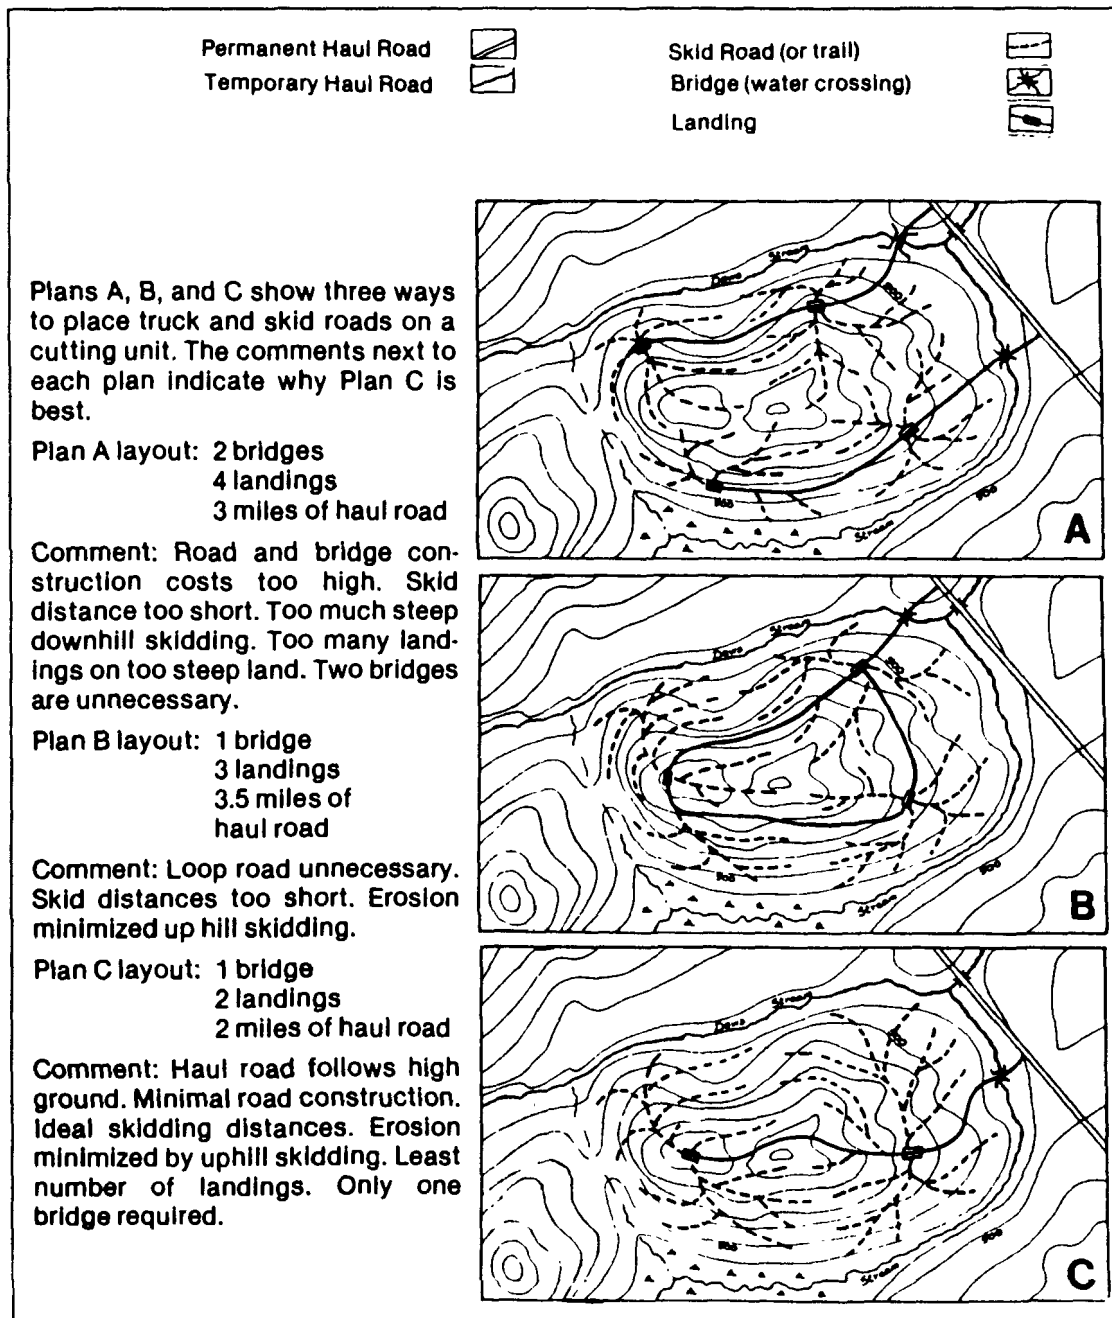 Permanent Haul Road
Temporary Haul Road
Skid Road (or trail)
Bridge (water crossing)
Landing
Plans A, B, and C show three ways
to place truck and skid roads on a
cutting unit. The comments next to
each plan indicate why Plan C is
best.
Plan A layout: 2 bridges
4 landings
3 miles of haul road
Comment: Road and bridge con-
struction costs too high. Skid
distance too short. Too much steep
downhill skidding. Too many land-
ings on too steep land. Two bridges
are unnecessary.
Plan B layout: 1 bridge
3 landings
3.5 miles of
haul road
Comment: Loop road unnecessary.
Skid distances too short. Erosion
minimized up hill skidding.
Plan C layout: 1 bridge
2 landings
2 miles of haul road
Comment: Haul road follows high
ground. Minimal road construction.
Ideal skidding distances. Erosion
minimized by uphill skidding. Least
number of landings. Only one
bridge required.
Stream
Stream
A
Stream
Stream
B
Stream
Stream
C